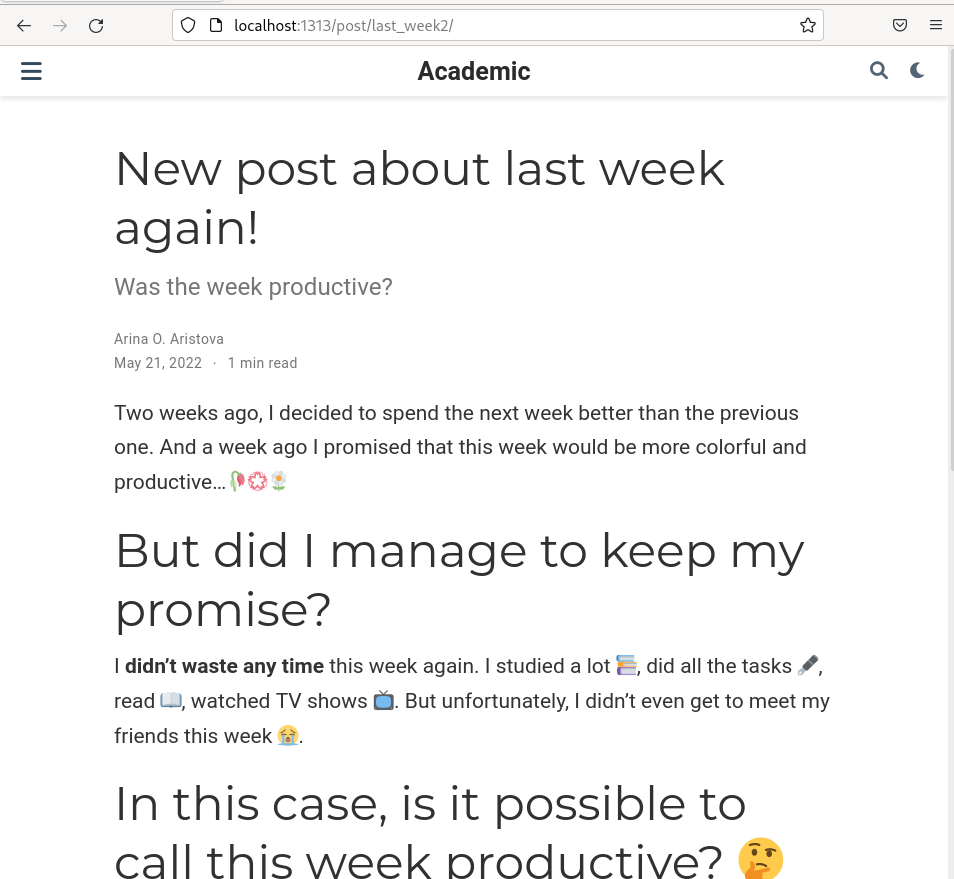 localhost:1313/post/last_week2/
Academic
New post about last week
again!
Was the week productive?
Arina O. Aristova
May 21, 2022 · 1 min read
Two weeks ago, I decided to spend the next week better than the previous
one. And a week ago I promised that this week would be more colorful and
productive…🥀💮🌼
But did I manage to keep my
promise?
I didn’t waste any time this week again. I studied a lot 📚, did all the tasks 🖋,
read 📖, watched TV shows 📺. But unfortunately, I didn’t even get to meet my
friends this week 😭.
In this case, is it possible to
call this week productive? 🤔